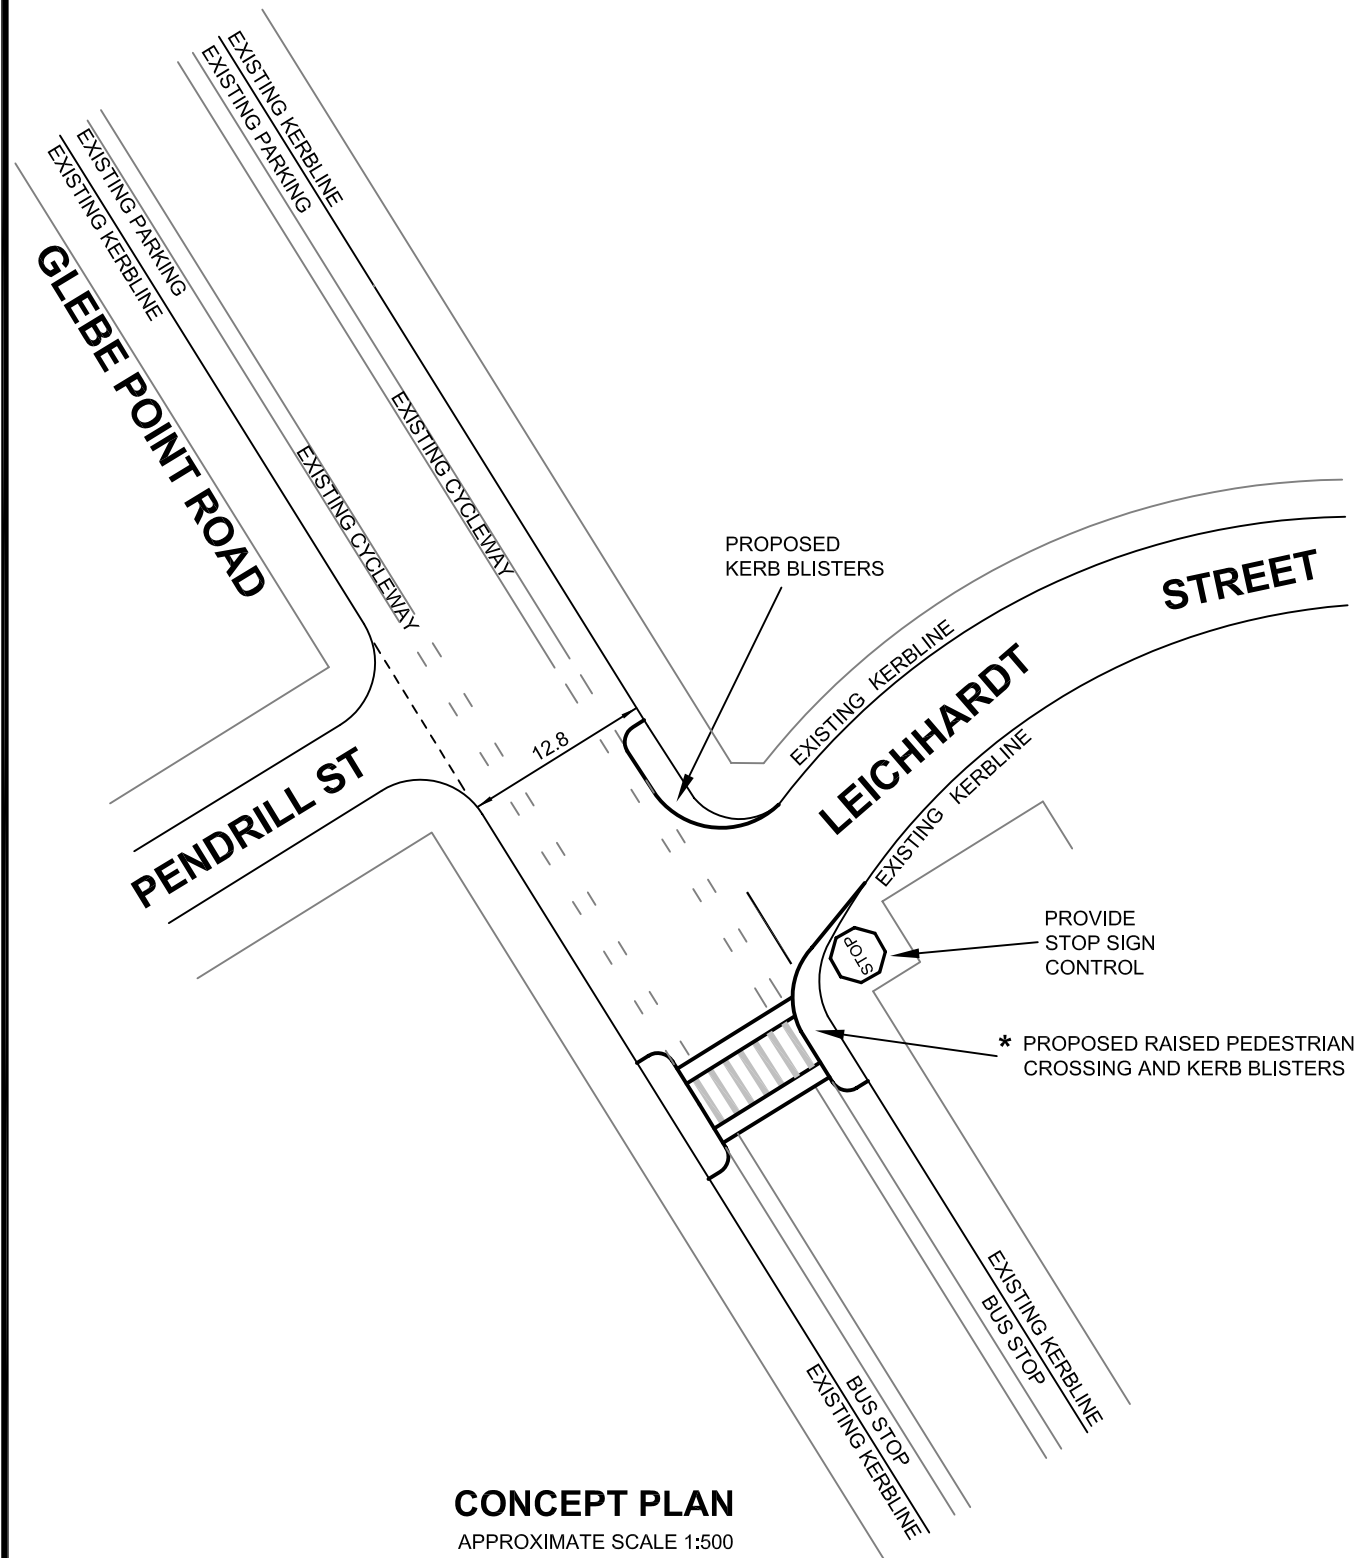 EXISTING KERBLINE
EXISTING PARKING
EXISTING PARKING
EXISTING KERBLINE
GLEBE POINT ROAD
EXISTING CYCLEWAY
EXISTING CYCLEWAY
PROPOSED
KERB BLISTERS
STREET
EXISTING KERBLINE
LEICHHARDT
EXISTING KERBLINE
12.8
PENDRILL ST
STOP
PROVIDE
STOP SIGN
CONTROL
* PROPOSED RAISED PEDESTRIAN
CROSSING AND KERB BLISTERS
EXISTING KERBLINE
BUS STOP
BUS STOP
EXISTING KERBLINE
CONCEPT PLAN
APPROXIMATE SCALE 1:500